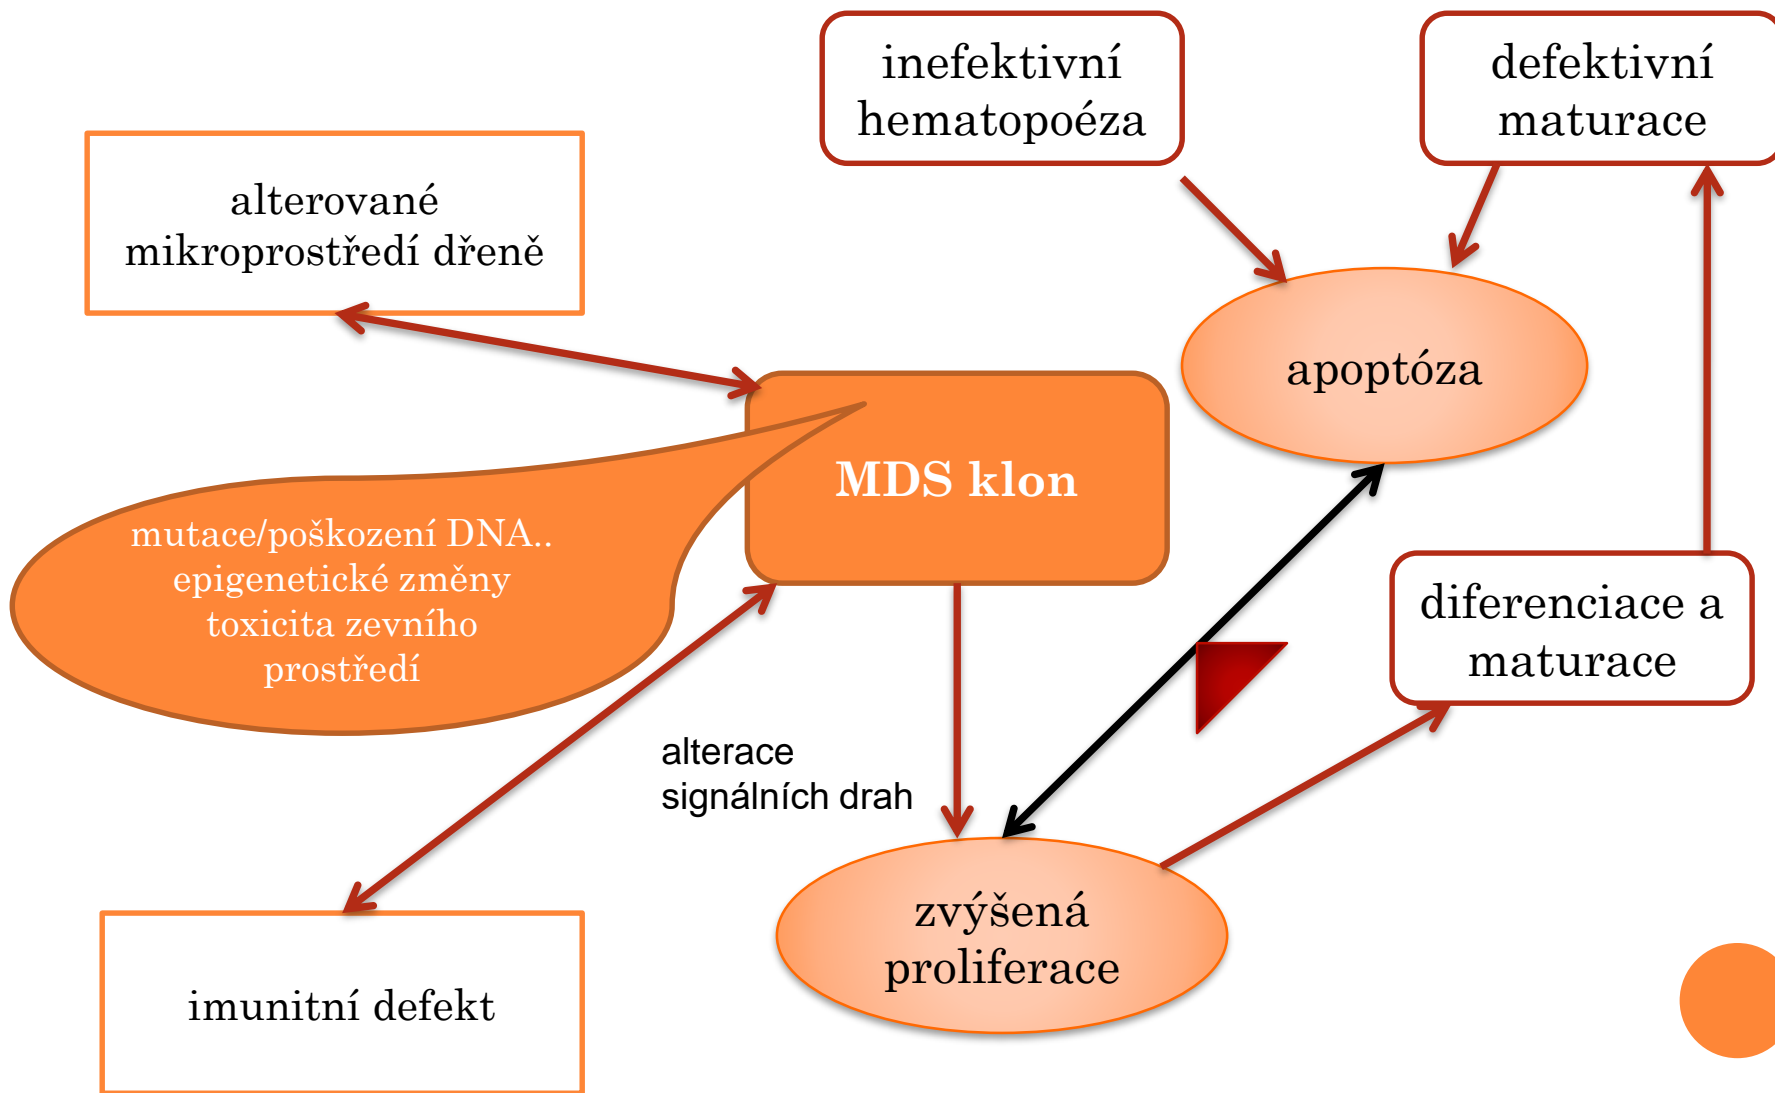 inefektivní
hematopoéza
defektivní
maturace
alterované
mikroprostředí dřeně
apoptóza
MDS klon
mutace/poškození DNA..
epigenetické změny
toxicita zevního
prostředí
diferenciace a
maturace
alterace
signálních drah
zvýšená
proliferace
imunitní defekt